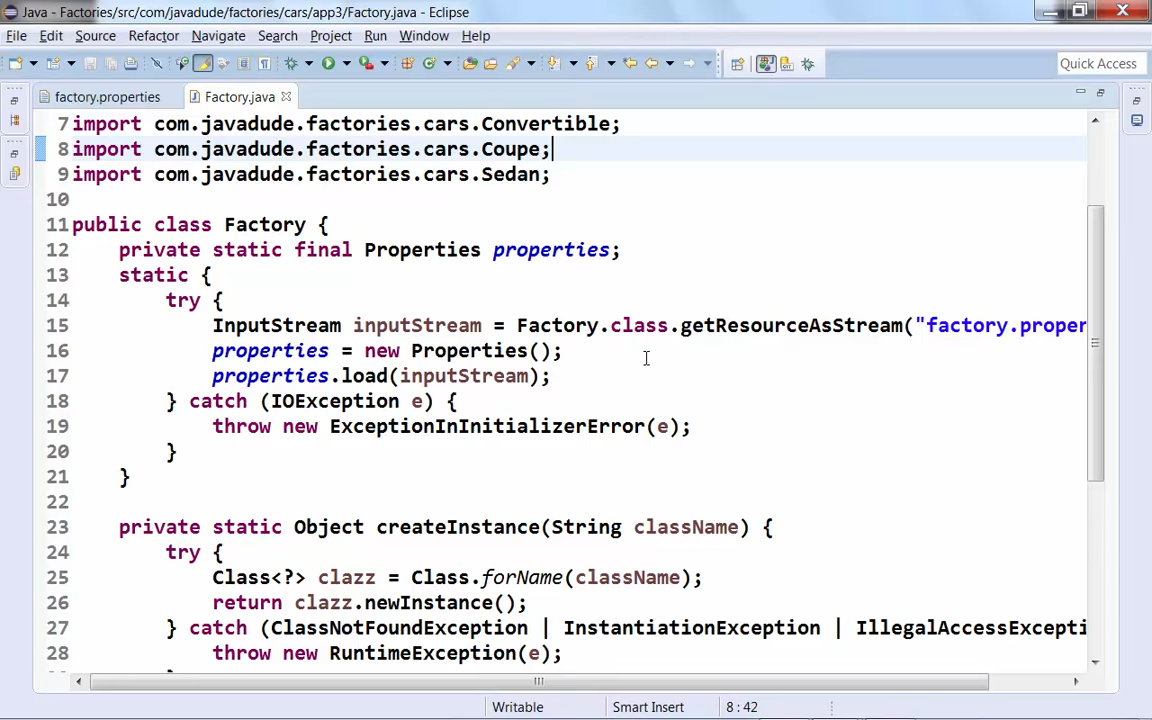 Java - Factories/src/com/javadude/factories/cars/app3/Factory.java - Eclipse
File Edit Source Refactor Navigate Search Project Run Window Help
Quick Access
factory.properties Factory.java
7 import com.javadude.factories.cars.Convertible;
8 import com.javadude.factories.cars.Coupe;
9 import com.javadude.factories.cars.Sedan;
10
11 public class Factory {
12 private static final Properties properties;
13 static {
14 try {
15 InputStream inputStream = Factory.class.getResourceAsStream("factory.proper
16 properties = new Properties();
17 properties.load(inputStream);
18 } catch (IOException e) {
19 throw new ExceptionInInitializerError(e);
20 }
21 }
22
23 private static Object createInstance(String className) {
24 try {
25 Class<?> clazz = Class.forName(className);
26 return clazz.newInstance();
27 } catch (ClassNotFoundException | InstantiationException | IllegalAccessExcepti
28 throw new RuntimeException(e);
Writable Smart Insert 8 : 42